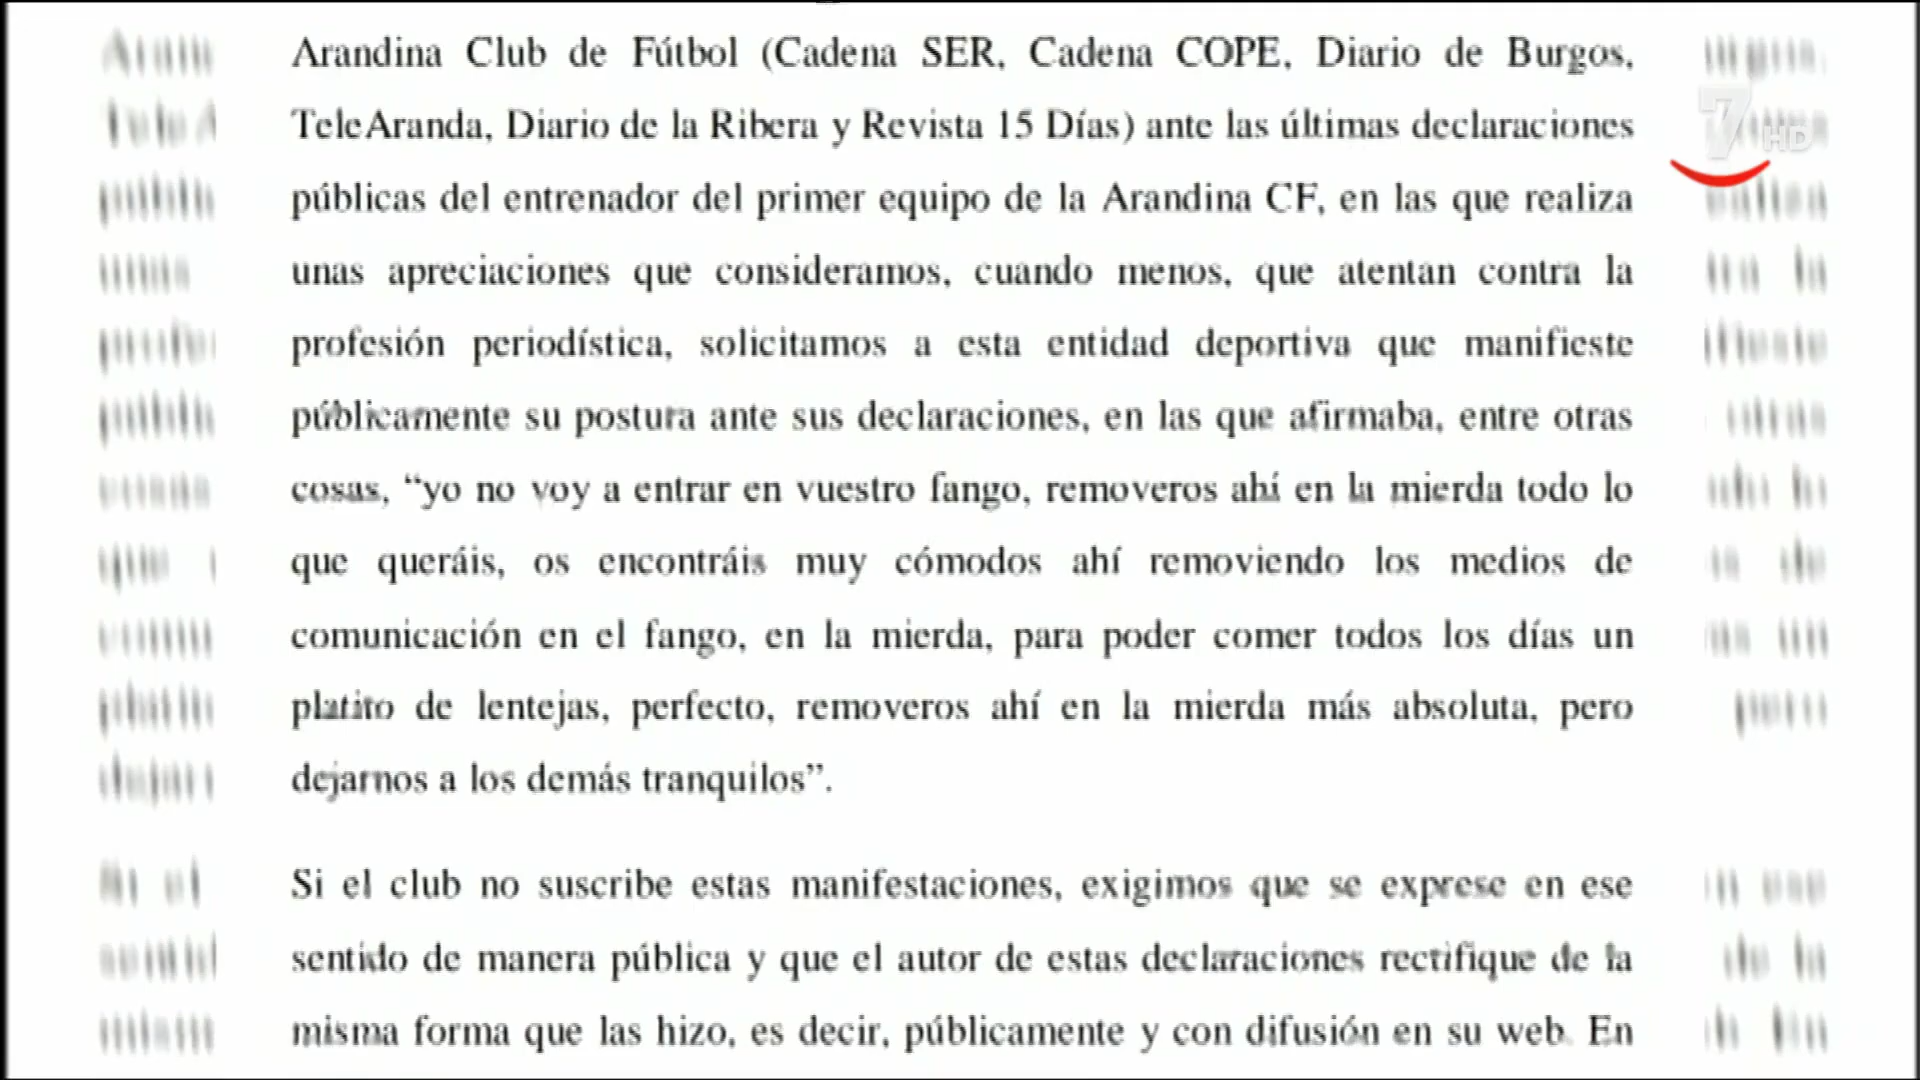 Arandina Club de Fútbol (Cadena SER, Cadena COPE, Diario de Burgos,
TeleAranda, Diario de la Ribera y Revista 15 Días) ante las últimas declaraciones
públicas del entrenador del primer equipo de la Arandina CF, en las que realiza
unas apreciaciones que consideramos, cuando menos, que atentan contra la
profesión periodística, solicitamos a esta entidad deportiva que manifieste
públicamente su postura ante sus declaraciones, en las que afirmaba, entre otras
cosas, “yo no voy a entrar en vuestro fango, removeros ahí en la mierda todo lo
que queráis, os encontráis muy cómodos ahí removiendo los medios de
comunicación en el fango, en la mierda, para poder comer todos los días un
platito de lentejas, perfecto, removeros ahí en la mierda más absoluta, pero
dejarnos a los demás tranquilos”.
Si el club no suscribe estas manifestaciones, exigimos que se exprese en ese
sentido de manera pública y que el autor de estas declaraciones rectifique de la
misma forma que las hizo, es decir, públicamente y con difusión en su web. En
7 HD